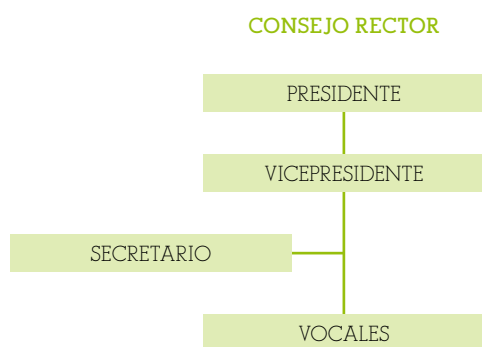 CONSEJO RECTOR
PRESIDENTE
VICEPRESIDENTE
SECRETARIO
VOCALES